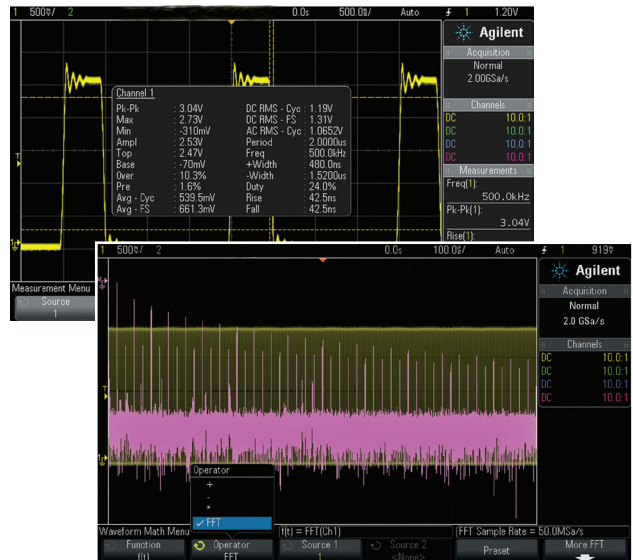 1 500▽/ 2 0.0s 500.0▽/ Auto 1 1.20V
Agilent
Acquisition
Normal
2.00GSa/s
Channels
DC 10.0:1
DC 10.0:1
DC 10.0:1
DC 10.0:1
Measurements
Freq(1):
500.0kHz
Pk-Pk(1):
3.04V
Rise(1):
Channel 1
Pk-Pk : 3.04V DC RMS - Cyc : 1.19V
Max : 2.73V DC RMS - FS : 1.31V
Min : -310mV AC RMS - Cyc : 1.0652V
Ampl : 2.53V Period : 2.0000us
Top : 2.47V Freq : 500.0kHz
Base : -70mV +Width : 480.0ns
Over : 10.3% -Width : 1.5200us
Pre : 1.6% Duty : 24.0%
Avg - Cyc : 539.5mV Rise : 42.5ns
Avg - FS : 661.3mV Fall : 42.5ns
T
Measurement Menu
Source
1
1 500▽/ 2 0.0s 100.0▽/ Auto 1 919▽
Agilent
Acquisition
Normal
2.0 GSa/s
Channels
DC 10.0:1
DC 10.0:1
DC 10.0:1
DC 10.0:1
T
Operator
+
-
*
FFT
Waveform Math Menu f(t) = FFT(Ch1) FFT Sample Rate = 50.0MSa/s
Function Operator Source 1 Source 2 Preset More FFT
f(t) FFT 1 <None>